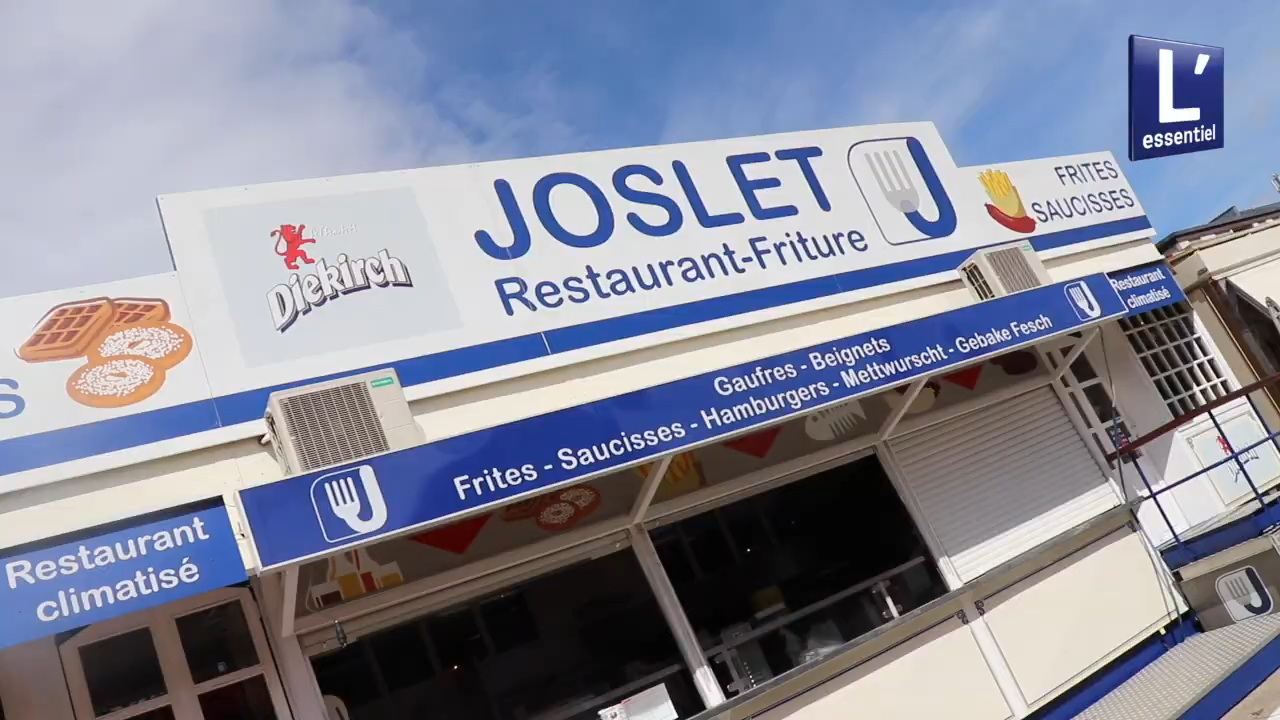 L'
essentiel
JOSLET
Restaurant-Friture
Diekirch
FRITES
SAUCISSES
S
Gaufres - Beignets
Frites - Saucisses - Hamburgers - Mettwurscht - Gebake Fesch
Restaurant
climatisé
Restaurant
climatisé